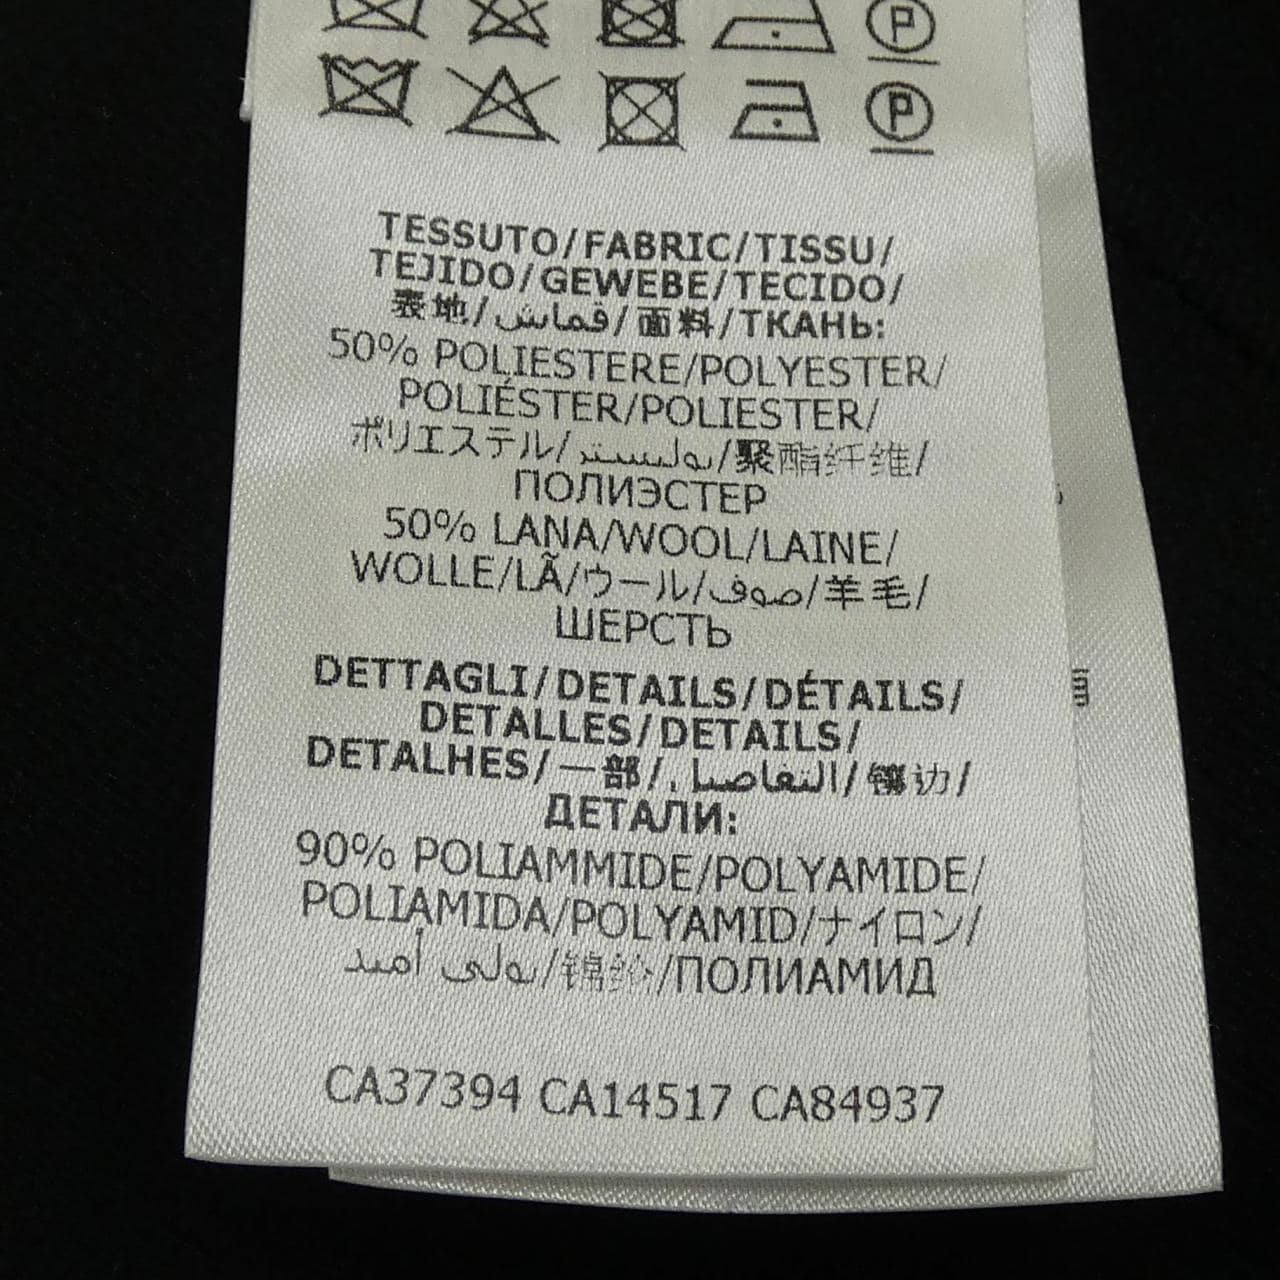 TESSUTO/FABRIC/TISSU/
TEJIDO/GEWEBE/TECIDO/
表地/قماش/面料/ТКАНЬ:
50% POLIESTERE/POLYESTER/
POLIÉSTER/POLIESTER/
ポリエステル/بوليستر/聚酯纤维/
ПОЛИЭСТЕР
50% LANA/WOOL/LAINE/
WOLLE/LÃ/ウール/صوف/羊毛/
ШЕРСТЬ
DETTAGLI/DETAILS/DÉTAILS/
DETALLES/DETAILS/
DETALHES/一部/التفاصيل/镶边/
ДЕТАЛИ:
90% POLIAMMIDE/POLYAMIDE/
POLIAMIDA/POLYAMID/ナイロン/
بولى أميد/锦纶/ПОЛИАМИД
CA37394 CA14517 CA84937